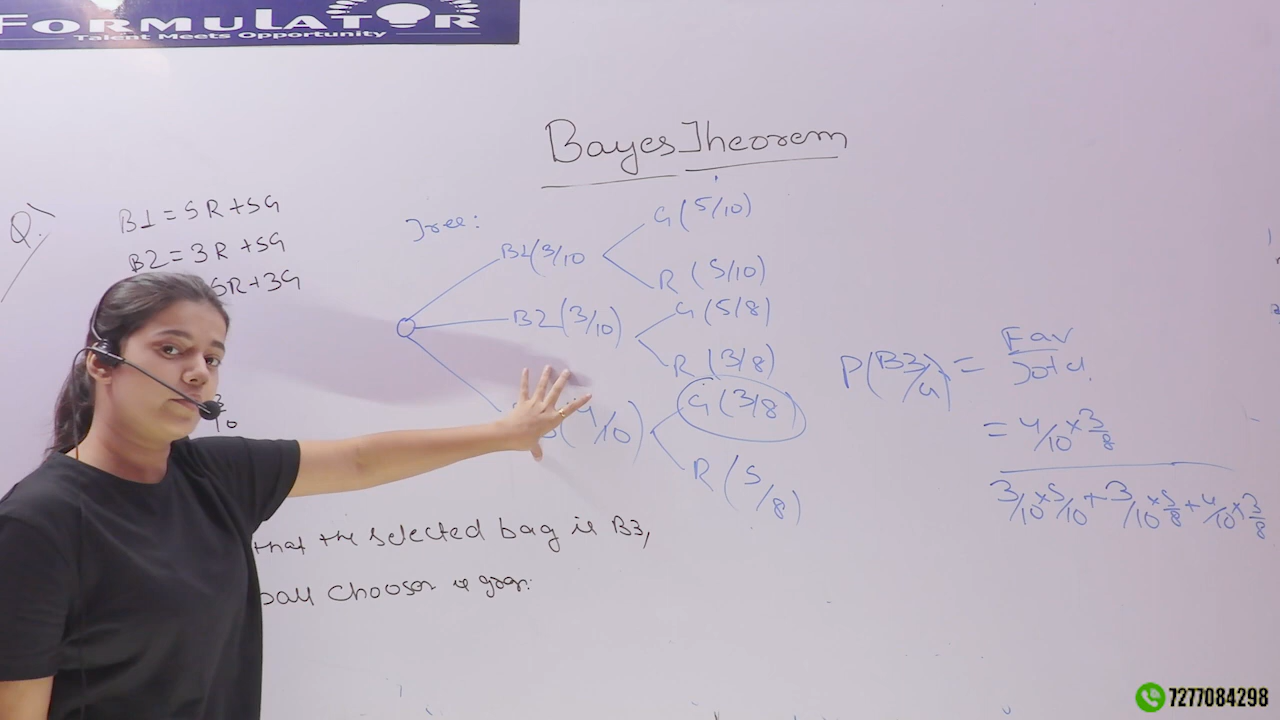 FORMULATOR
Talent Meets Opportunity
Bayes Theorem
Q.
B1 = 5R + 5G
B2 = 3R + 5G
5R + 3G
Tree:
B1 (3/10
G (5/10)
R (5/10)
B2 (3/10)
G (5/8)
R (3/8)
(4/10)
G (3/8)
R (5/8)
P(B3/G) = Fav/Total
= 4/10 × 3/8
3/10 × 5/10 + 3/10 × 5/8 + 4/10 × 3/8
that the selected bag is B3,
ball choosen is
7277084298